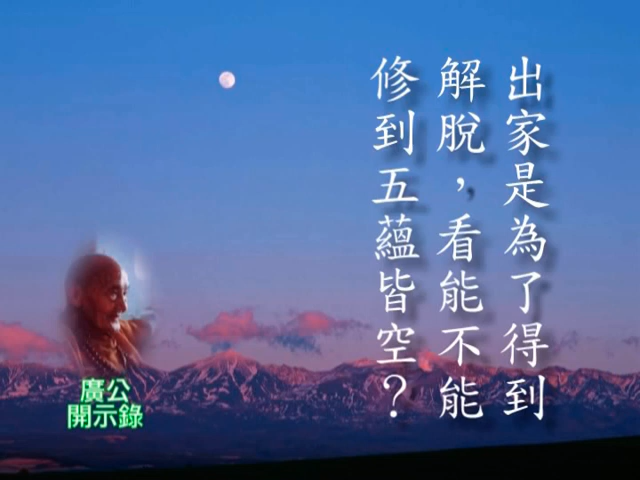 出家是為了得到
解脫，看能不能
修到五蘊皆空？
廣公
開示錄